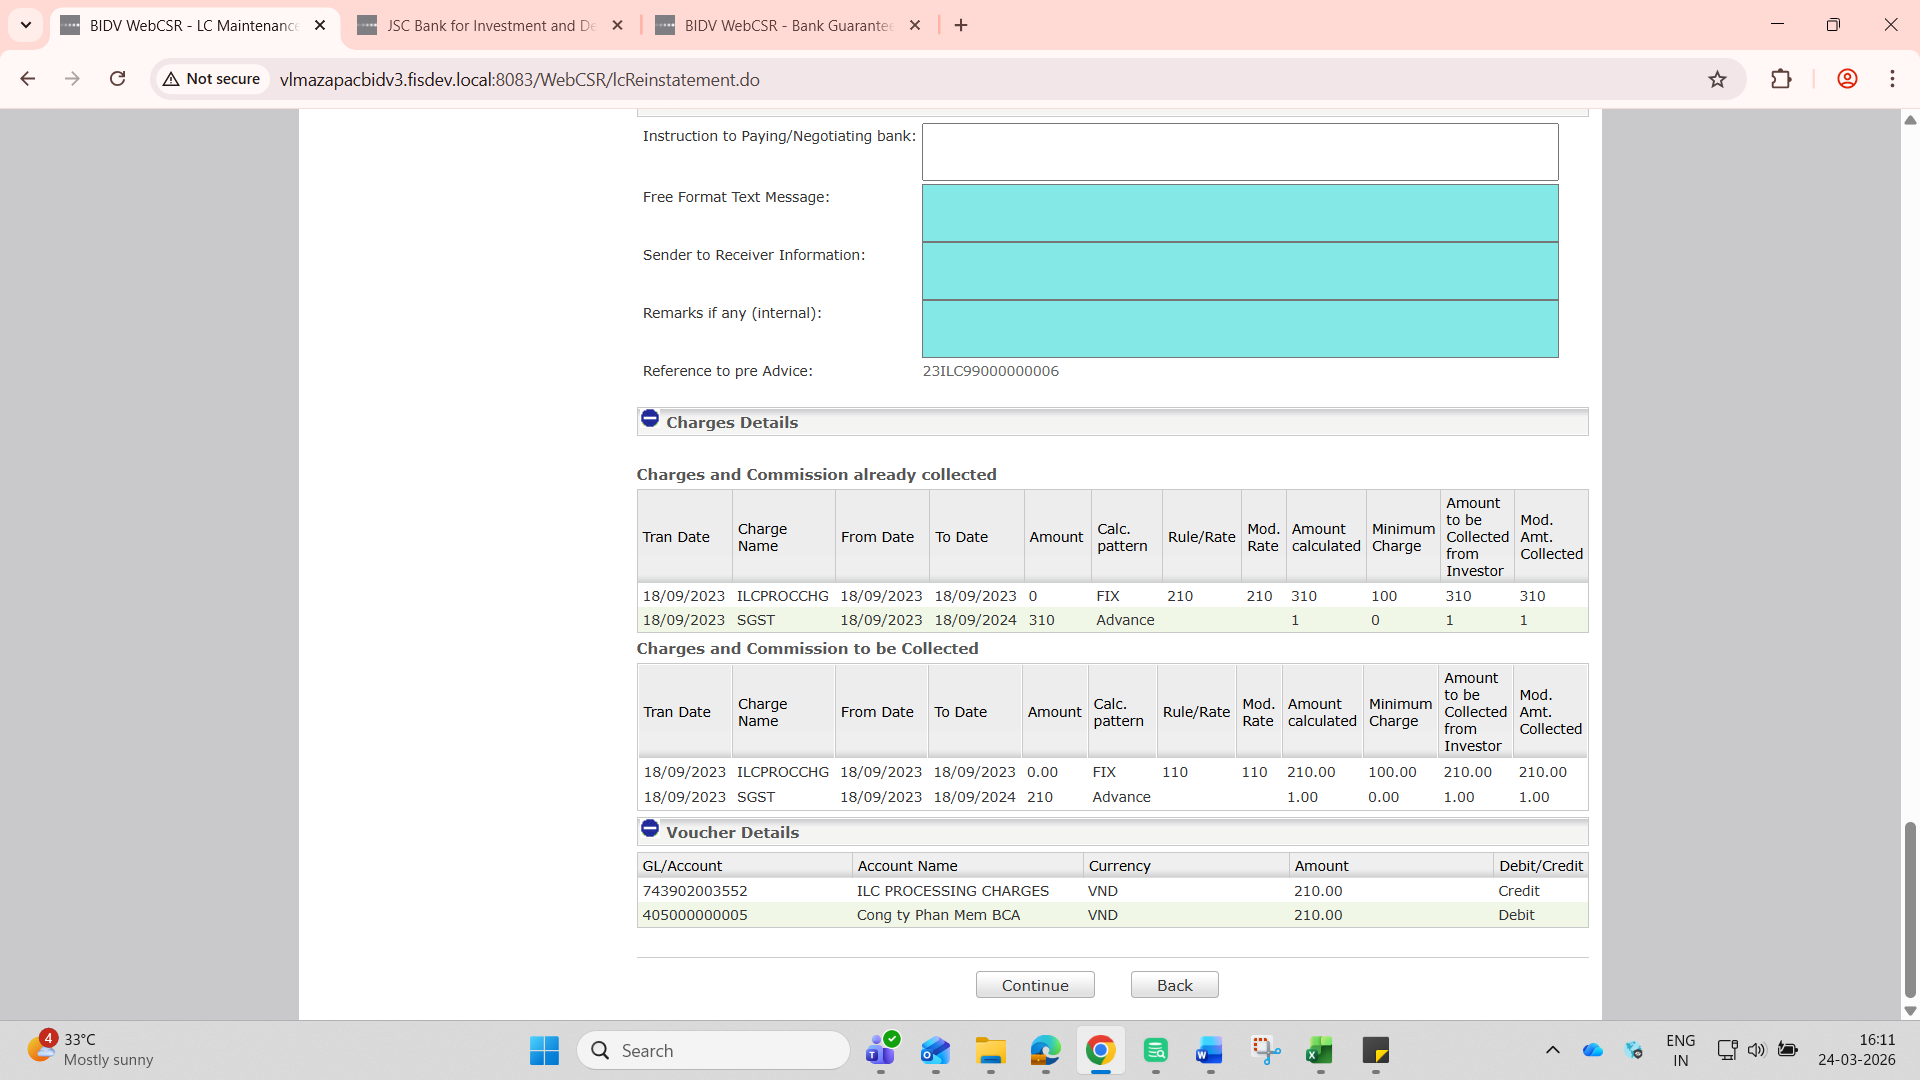 BIDV WebCSR - LC Maintenance
JSC Bank for Investment and De
BIDV WebCSR - Bank Guarantee
Not secure
vlmazapacbidv3.fisdev.local:8083/WebCSR/lcReinstatement.do
Instruction to Paying/Negotiating bank:
Free Format Text Message:
Sender to Receiver Information:
Remarks if any (internal):
Reference to pre Advice: 23ILC99000000006
Charges Details
Charges and Commission already collected
Tran Date Charge Name From Date To Date Amount Calc. pattern Rule/Rate Mod. Rate Amount calculated Minimum Charge Amount to be Collected from Investor Mod. Amt. Collected
18/09/2023 ILCPROCCHG 18/09/2023 18/09/2023 0 FIX 210 210 310 100 310 310
18/09/2023 SGST 18/09/2023 18/09/2024 310 Advance 1 0 1 1
Charges and Commission to be Collected
Tran Date Charge Name From Date To Date Amount Calc. pattern Rule/Rate Mod. Rate Amount calculated Minimum Charge Amount to be Collected from Investor Mod. Amt. Collected
18/09/2023 ILCPROCCHG 18/09/2023 18/09/2023 0.00 FIX 110 110 210.00 100.00 210.00 210.00
18/09/2023 SGST 18/09/2023 18/09/2024 210 Advance 1.00 0.00 1.00 1.00
Voucher Details
GL/Account Account Name Currency Amount Debit/Credit
743902003552 ILC PROCESSING CHARGES VND 210.00 Credit
405000000005 Cong ty Phan Mem BCA VND 210.00 Debit
Continue Back
4
33°C
Mostly sunny
Search
ENG
IN
16:11
24-03-2026